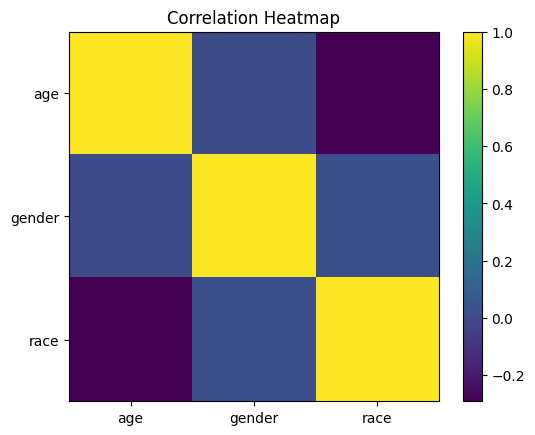 Correlation Heatmap
age
gender
race
age
gender
race
1.0
0.8
0.6
0.4
0.2
0.0
−0.2